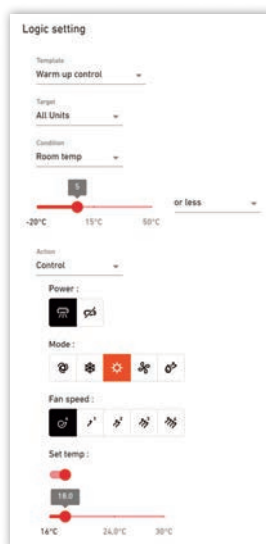 Logic setting
Template
Warm up control
Target
All Units
Condition
Room temp
5
or less
-20°C 15°C 50°C
Action
Control
Power :
Mode :
Fan speed :
Set temp :
18.0
16°C 24.0°C 30°C